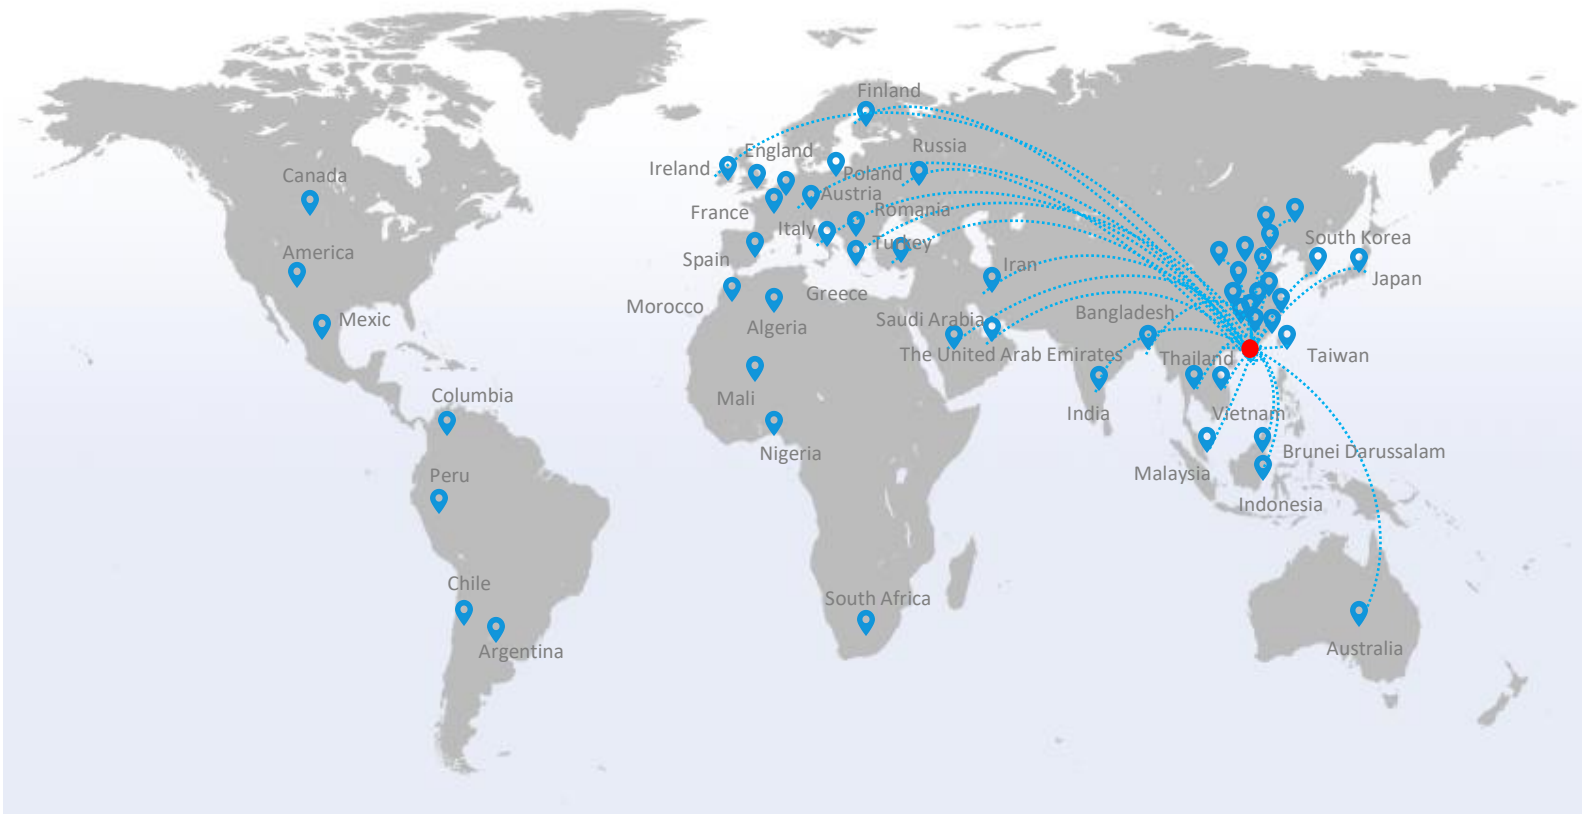 Finland
England
Russia
Ireland
Poland
Canada
Austria
France
Romania
Italy
South Korea
Turkey
America
Spain
Iran
Japan
Greece
Morocco
Bangladesh
Mexic
Saudi Arabia
Algeria
The United Arab Emirates
Thailand
Taiwan
Columbia
Mali
India
Vietnam
Nigeria
Brunei Darussalam
Peru
Malaysia
Indonesia
Chile
South Africa
Argentina
Australia